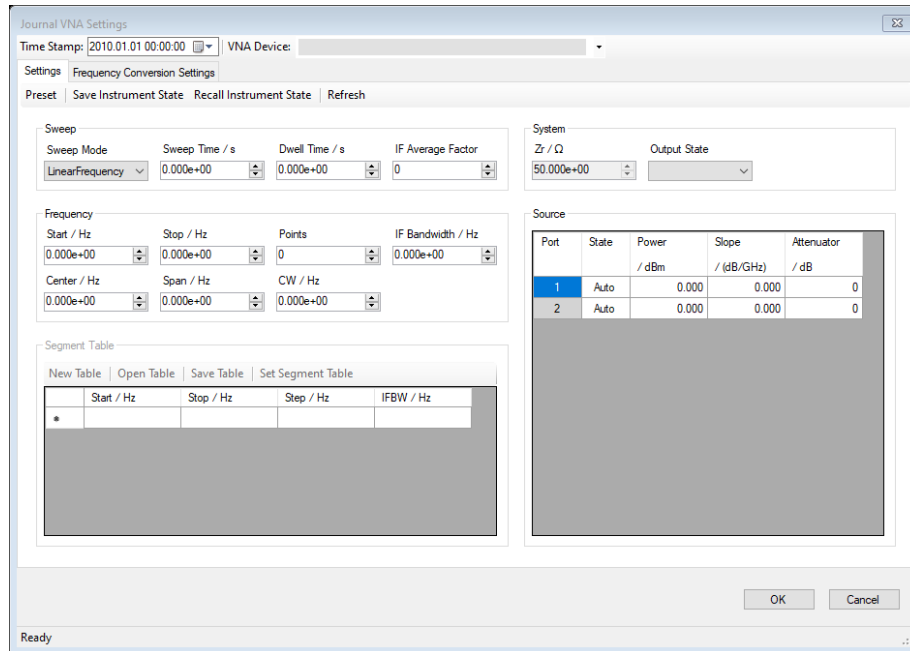 Journal VNA Settings
Time Stamp: 2010.01.01 00:00:00 VNA Device:
Settings Frequency Conversion Settings
Preset Save Instrument State Recall Instrument State Refresh
Sweep
Sweep Mode Sweep Time / s Dwell Time / s IF Average Factor
LinearFrequency 0.000e+00 0.000e+00 0
System
Zr / Ω Output State
50.000e+00
Frequency
Start / Hz Stop / Hz Points IF Bandwidth / Hz
0.000e+00 0.000e+00 0 0.000e+00
Center / Hz Span / Hz CW / Hz
0.000e+00 0.000e+00 0.000e+00
Source
Port State Power Slope Attenuator
/ dBm / (dB/GHz) / dB
1 Auto 0.000 0.000 0
2 Auto 0.000 0.000 0
Segment Table
New Table Open Table Save Table Set Segment Table
Start / Hz Stop / Hz Step / Hz IFBW / Hz
*
OK Cancel
Ready